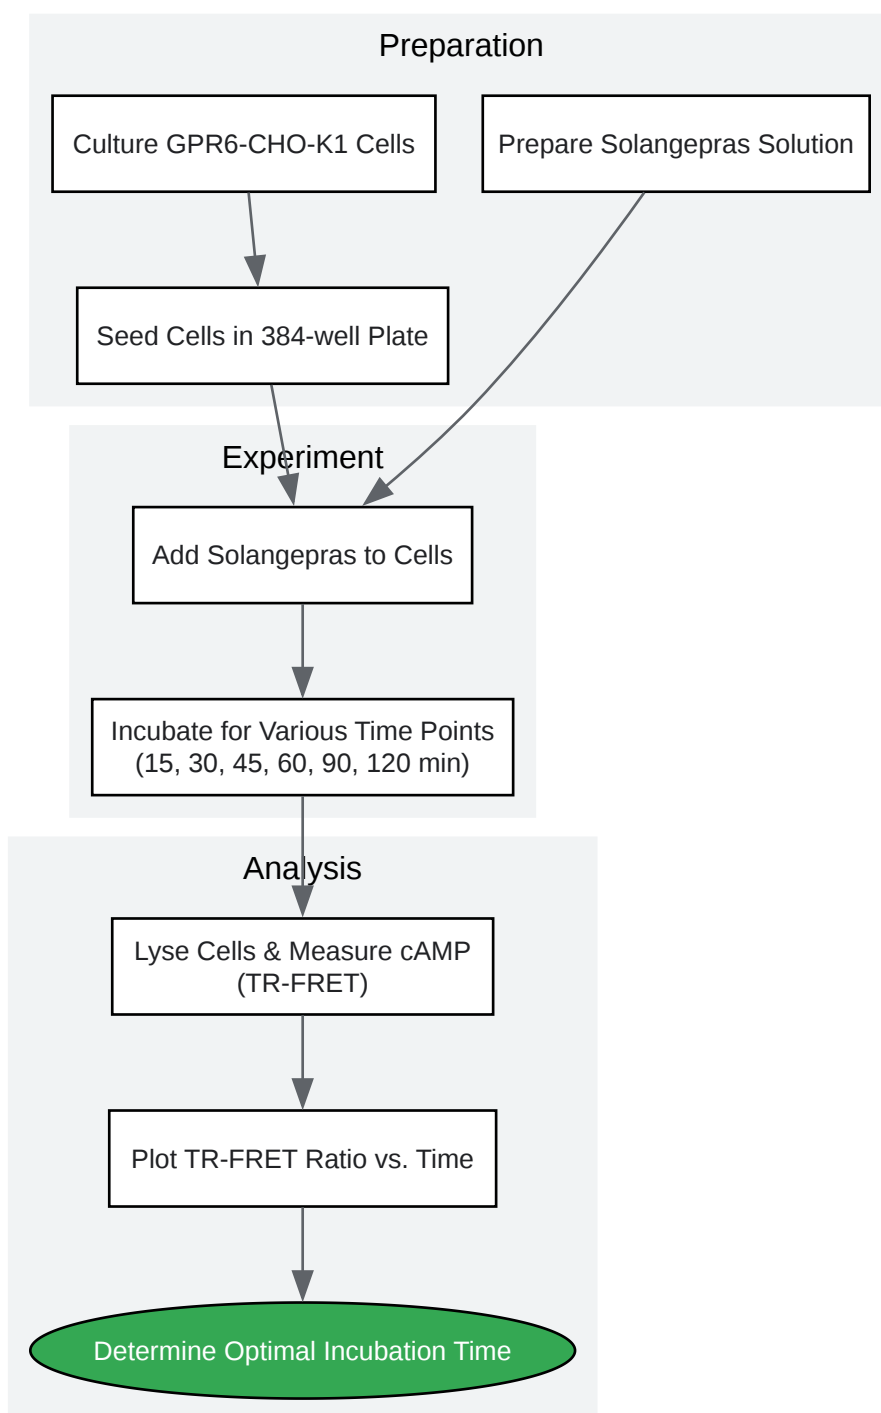 Preparation
Culture GPR6-CHO-K1 Cells
Prepare Solangepras Solution
Seed Cells in 384-well Plate
Experiment
Add Solangepras to Cells
Incubate for Various Time Points
(15, 30, 45, 60, 90, 120 min)
Analysis
Lyse Cells & Measure cAMP
(TR-FRET)
Plot TR-FRET Ratio vs. Time
Determine Optimal Incubation Time